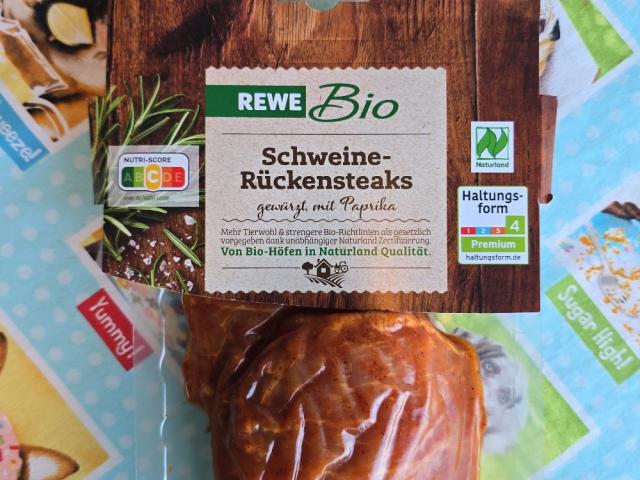 REWE Bio
Schweine-
Rückensteaks
gewürzt, mit Paprika
Mehr Tierwohl & strengere Bio-Richtlinien als gesetzlich
vorgegeben dank unabhängiger Naturland Zertifizierung.
Von Bio-Höfen in Naturland Qualität.
NUTRI-SCORE
A B C D E
Naturland
Haltungs-
form
1 2 3 4
Premium
haltungsform.de
Yummy!
Sugar High!